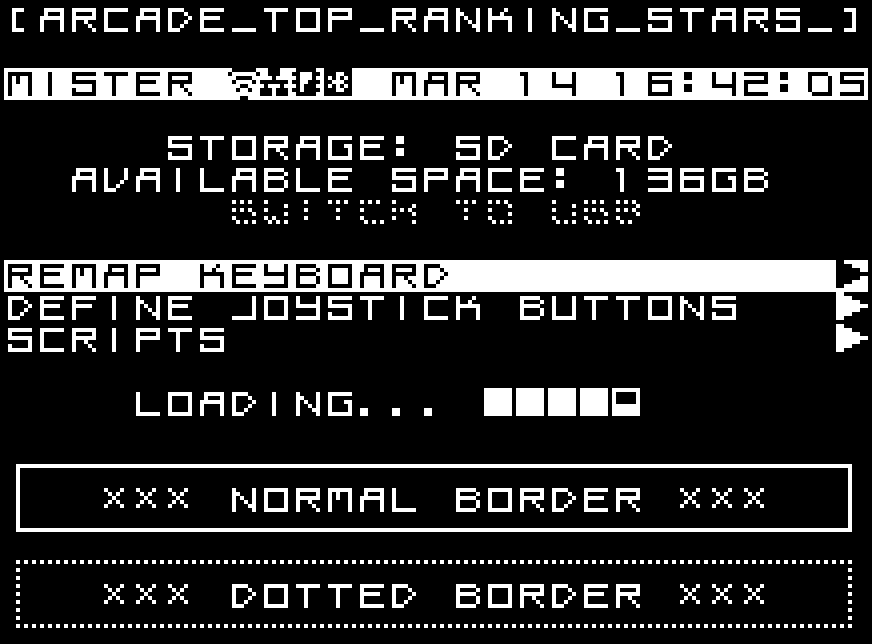 [ARCADE_TOP_RANKING_STARS_]
MISTER MAR 14 16:42:05
STORAGE: SD CARD
AVAILABLE SPACE: 136GB
SWITCH TO USB
REMAP KEYBOARD
DEFINE JOYSTICK BUTTONS
SCRIPTS
LOADING...
XXX NORMAL BORDER XXX
XXX DOTTED BORDER XXX